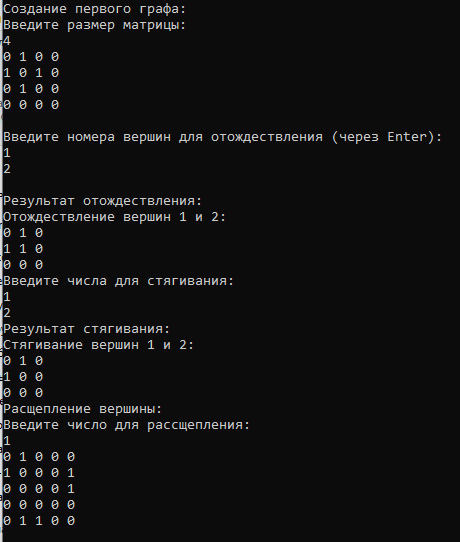 Создание первого графа:
Введите размер матрицы:
4
0 1 0 0
1 0 1 0
0 1 0 0
0 0 0 0
Введите номера вершин для отождествления (через Enter):
1
2
Результат отождествления:
Отождествление вершин 1 и 2:
0 1 0
1 1 0
0 0 0
Введите числа для стягивания:
1
2
Результат стягивания:
Стягивание вершин 1 и 2:
0 1 0
1 0 0
0 0 0
Расщепление вершины:
Введите число для рассщепления:
1
0 1 0 0 0
1 0 0 0 1
0 0 0 0 1
0 0 0 0 0
0 1 1 0 0